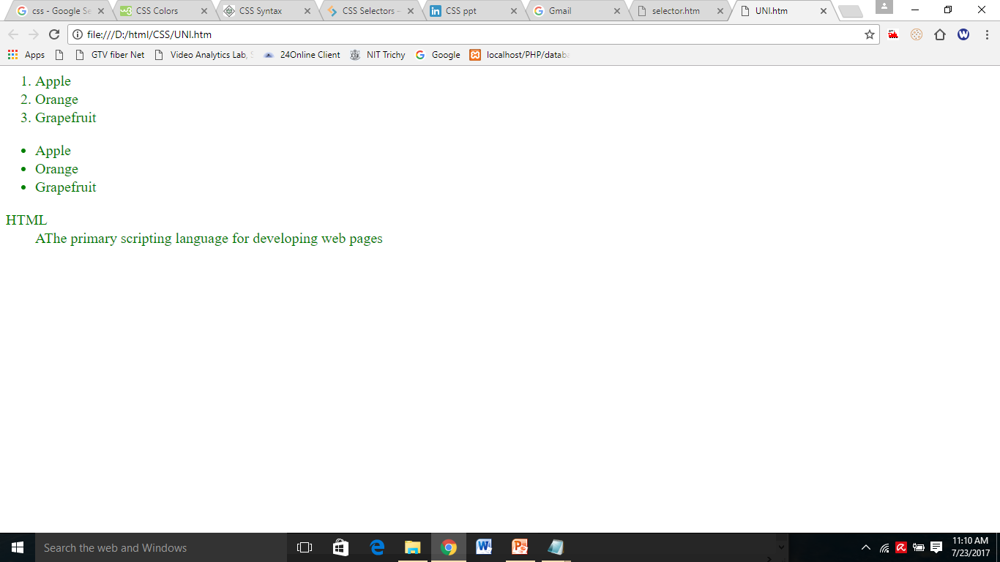 css - Google Se
CSS Colors
CSS Syntax
CSS Selectors -
CSS ppt
Gmail
selector.htm
UNI.htm
file:///D:/html/CSS/UNI.htm
Apps
GTV fiber Net
Video Analytics Lab, S
24Online Client
NIT Trichy
Google
localhost/PHP/databa
1. Apple
2. Orange
3. Grapefruit
• Apple
• Orange
• Grapefruit
HTML
AThe primary scripting language for developing web pages
Search the web and Windows
11:10 AM
7/23/2017